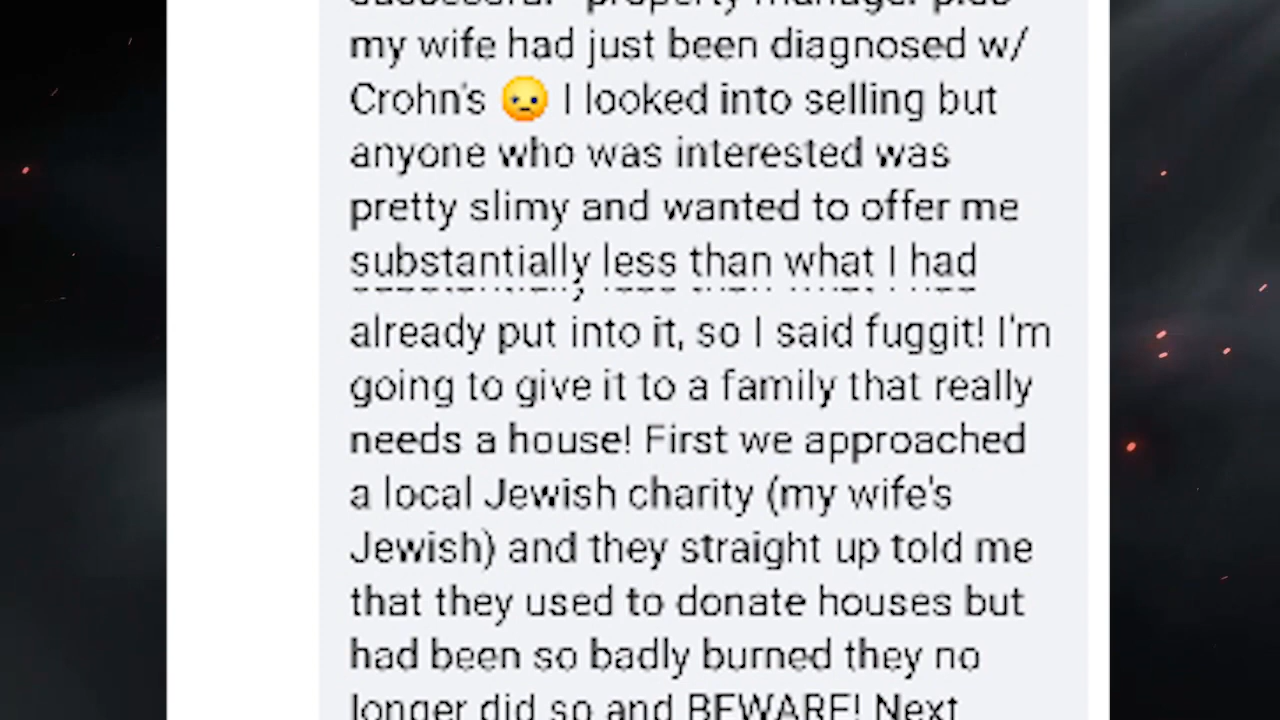 property manager plus
my wife had just been diagnosed w/
Crohn's 😞 I looked into selling but
anyone who was interested was
pretty slimy and wanted to offer me
substantially less than what I had
already put into it, so I said fuggit! I'm
going to give it to a family that really
needs a house! First we approached
a local Jewish charity (my wife's
Jewish) and they straight up told me
that they used to donate houses but
had been so badly burned they no
longer did so and BEWARE! Next